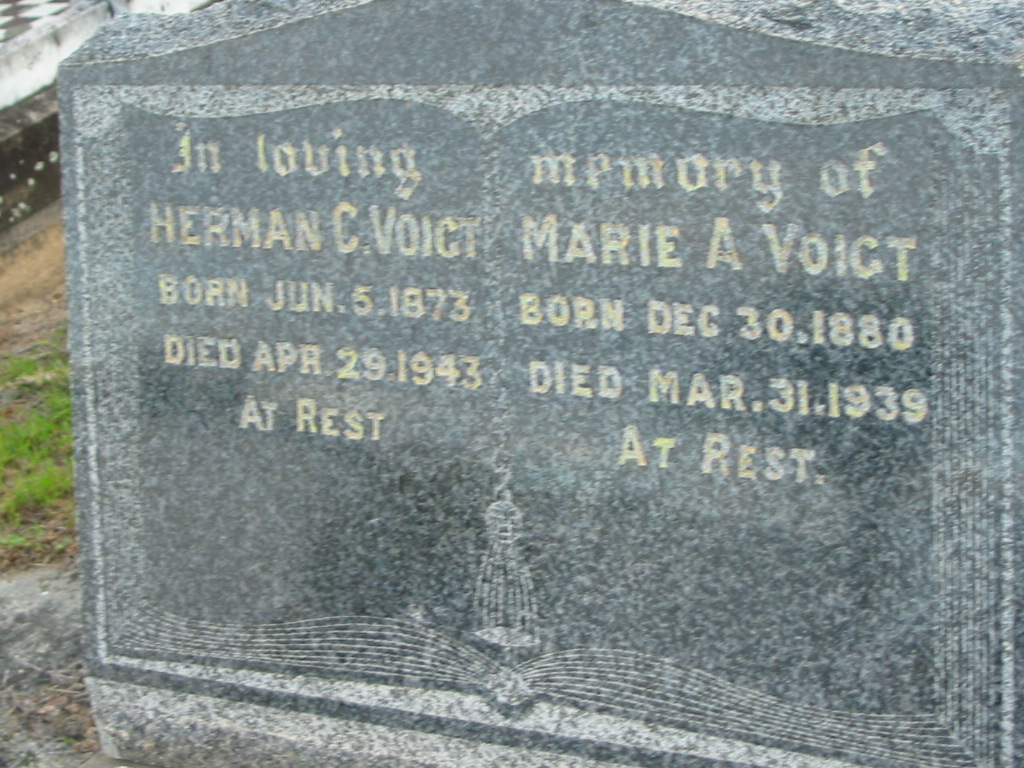 In loving memory of
HERMAN C. VOIGT
BORN JUN. 5. 1873
DIED APR. 29. 1943
AT REST
MARIE A VOIGT
BORN DEC 30. 1880
DIED MAR. 31. 1939
AT REST.